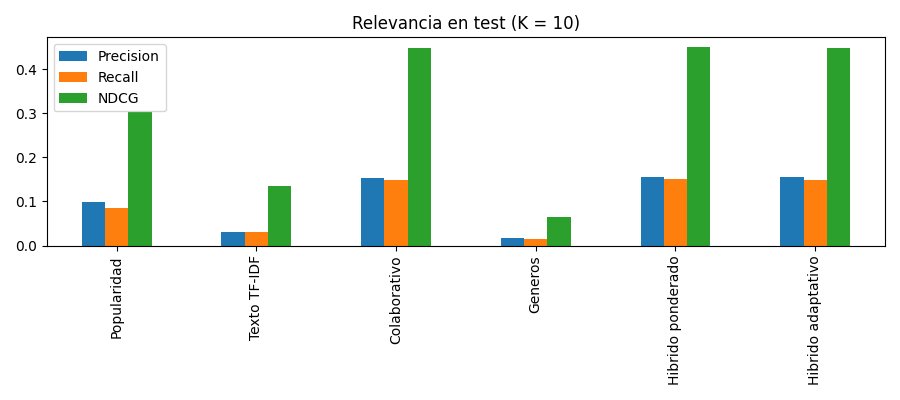 Relevancia en test (K = 10)
Precision
Recall
NDCG
0.4
0.3
0.2
0.1
0.0
Popularidad
Texto TF-IDF
Colaborativo
Generos
Hibrido ponderado
Hibrido adaptativo